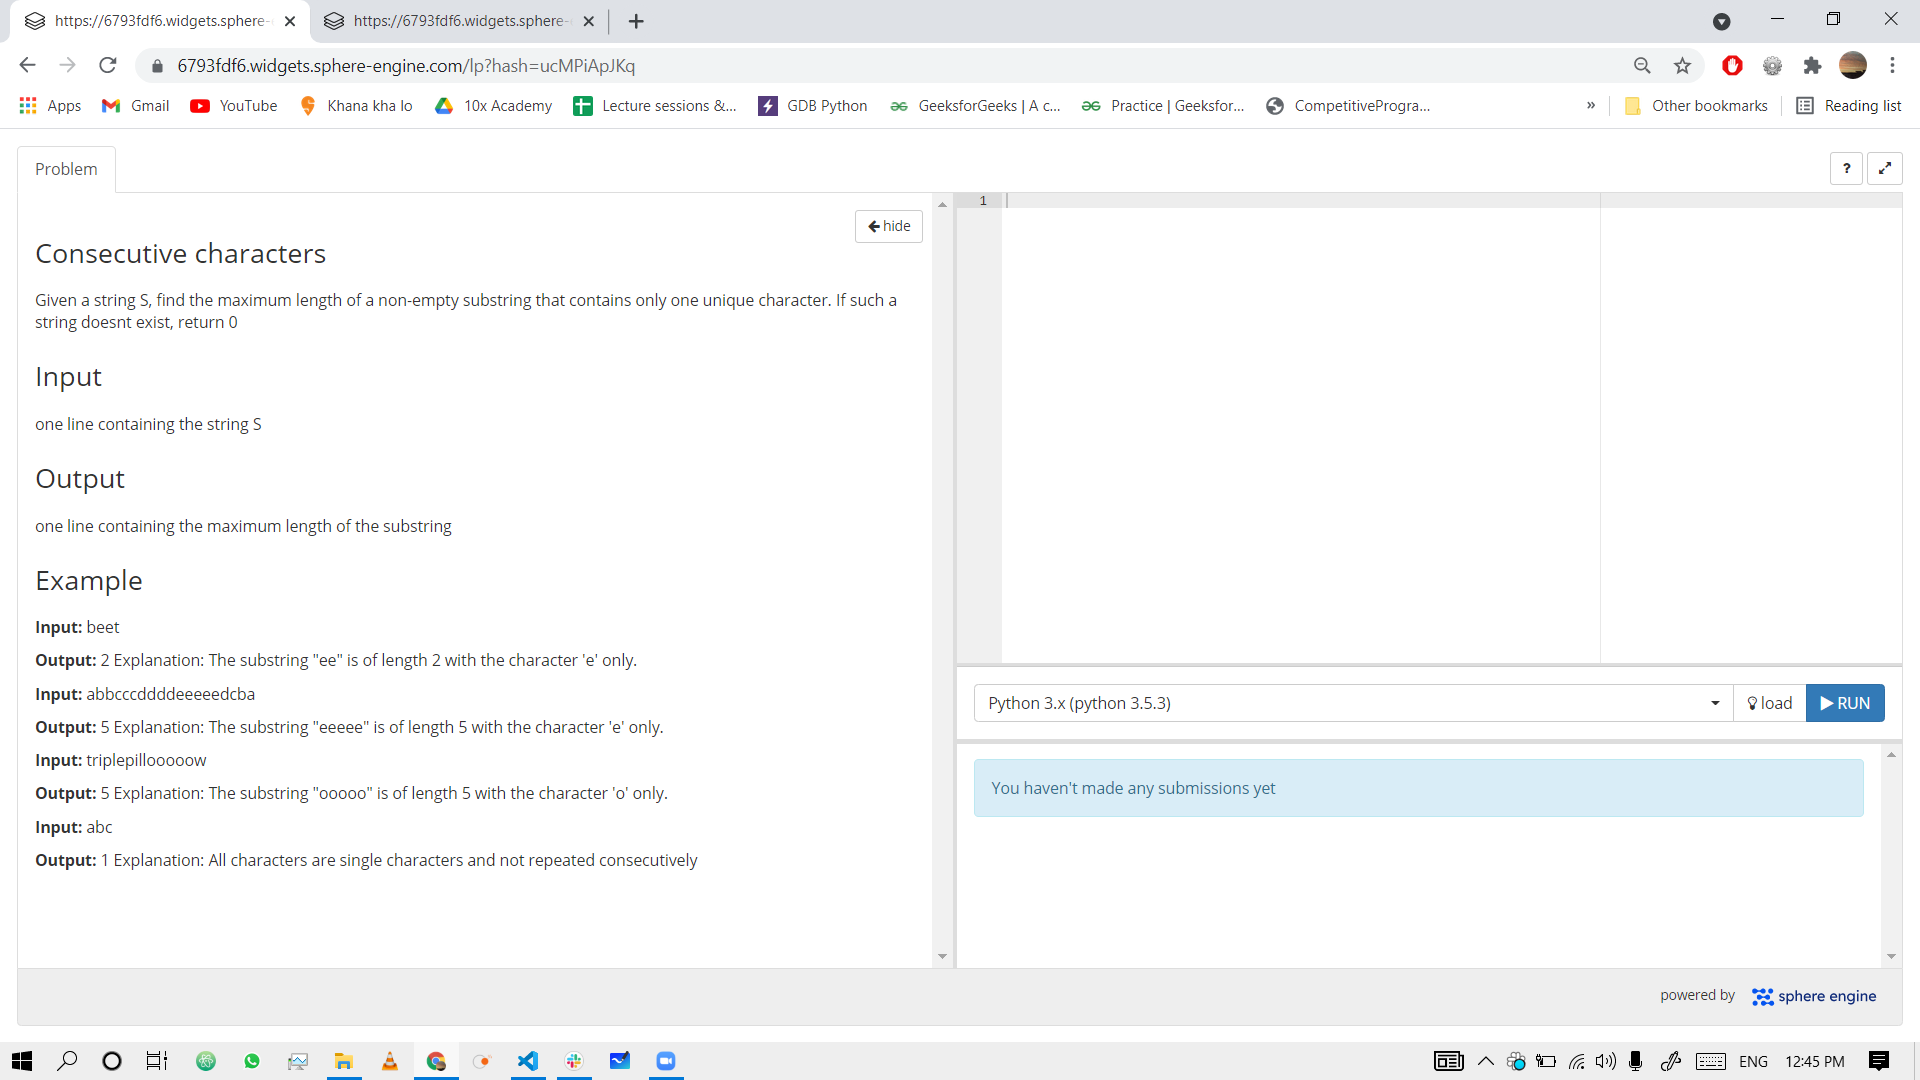 https://6793fdf6.widgets.sphere-
https://6793fdf6.widgets.sphere-
6793fdf6.widgets.sphere-engine.com/lp?hash=ucMPiApJKq
Apps Gmail YouTube Khana kha lo 10x Academy Lecture sessions &... GDB Python GeeksforGeeks | A c... Practice | Geeksfor... CompetitiveProgra... » Other bookmarks Reading list
Problem
?
hide
1
Consecutive characters
Given a string S, find the maximum length of a non-empty substring that contains only one unique character. If such a
string doesnt exist, return 0
Input
one line containing the string S
Output
one line containing the maximum length of the substring
Example
Input: beet
Output: 2 Explanation: The substring "ee" is of length 2 with the character 'e' only.
Input: abbcccddddeeeeedcba
Output: 5 Explanation: The substring "eeeee" is of length 5 with the character 'e' only.
Input: triplepillooooow
Output: 5 Explanation: The substring "ooooo" is of length 5 with the character 'o' only.
Input: abc
Output: 1 Explanation: All characters are single characters and not repeated consecutively
Python 3.x (python 3.5.3)
load
RUN
You haven't made any submissions yet
powered by sphere engine
ENG 12:45 PM